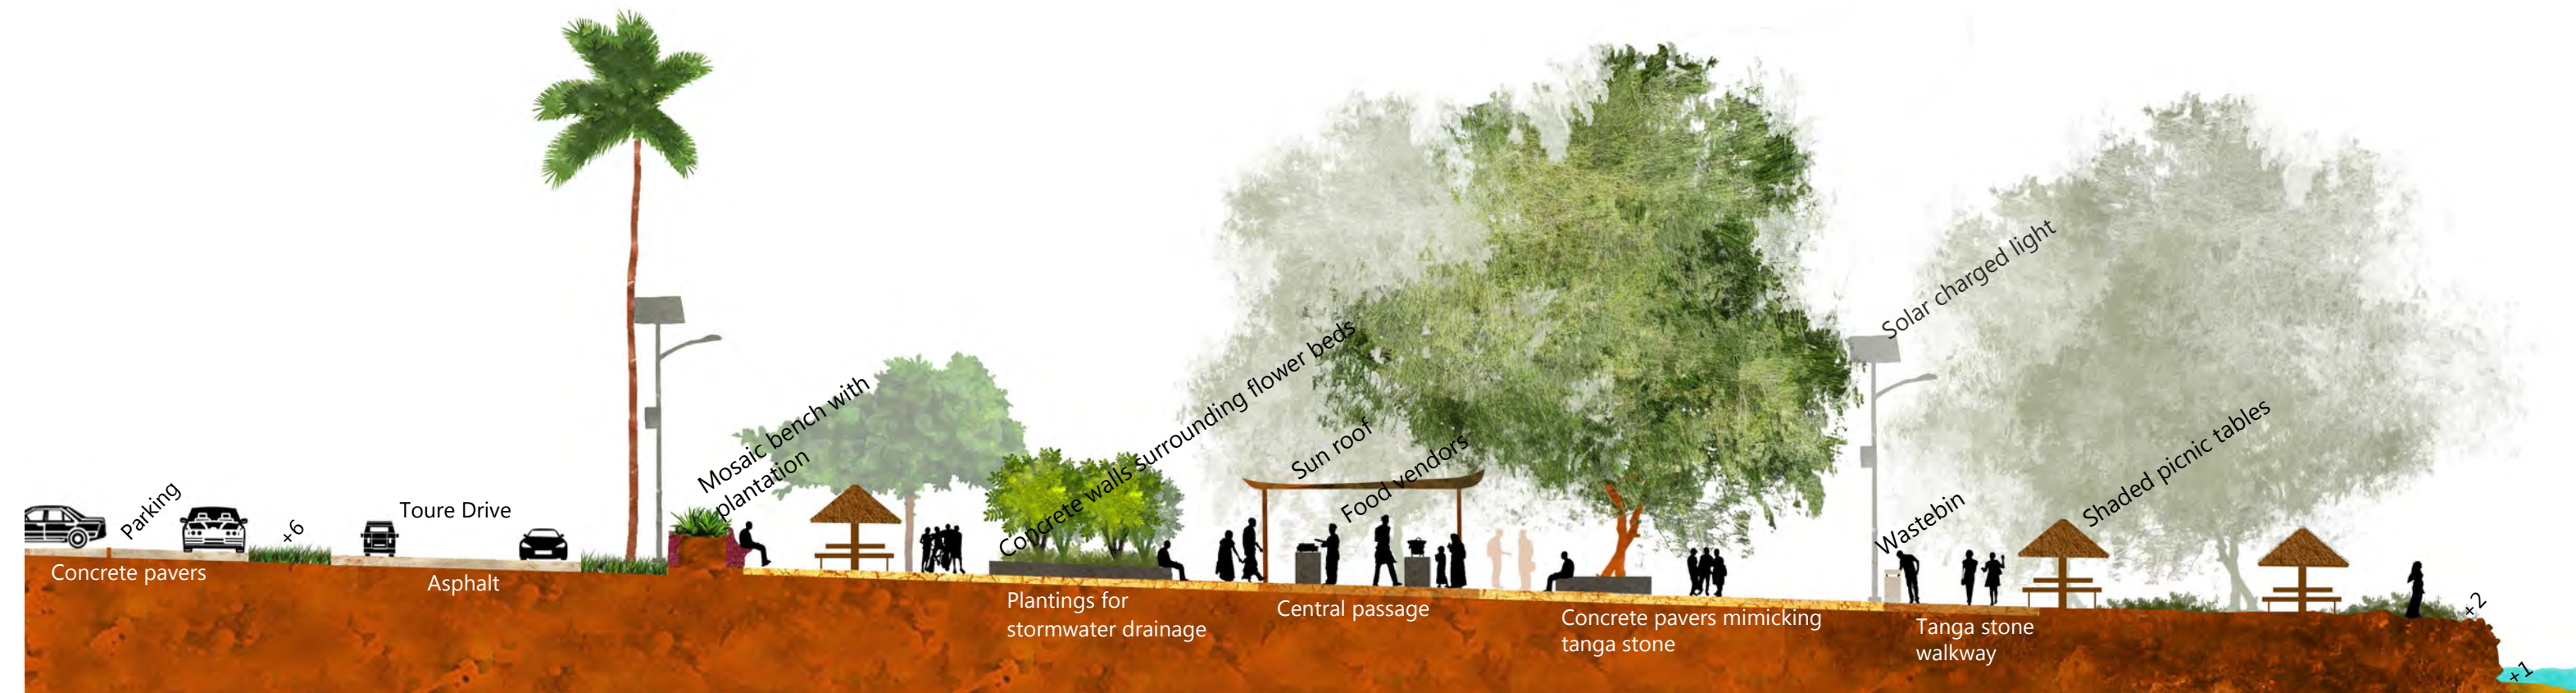 Parking
+6
Toure Drive
Concrete pavers
Asphalt
Mosaic bench with
plantation
Concrete walls surrounding flower beds
Sun roof
Food vendors
Plantings for
stormwater drainage
Central passage
Concrete pavers mimicking
tanga stone
Solar charged light
Wastebin
Shaded picnic tables
Tanga stone
walkway
+2
+1